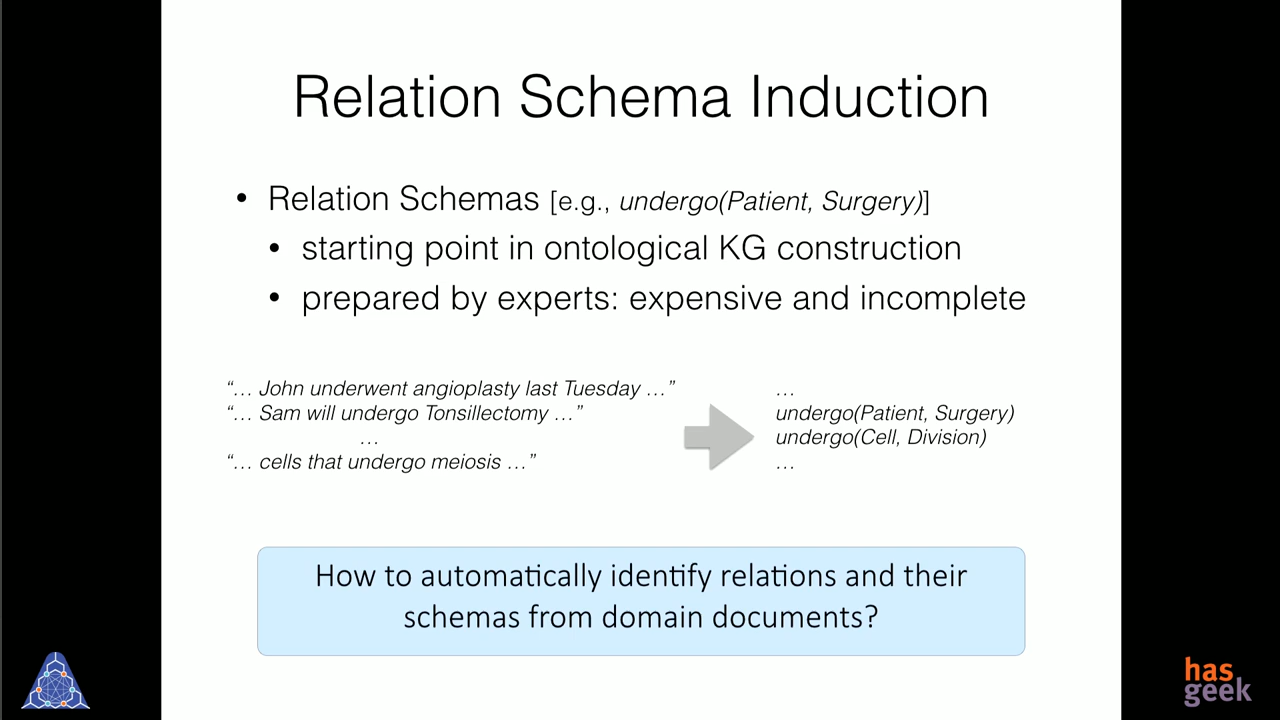 Relation Schema Induction
• Relation Schemas [e.g., undergo(Patient, Surgery)]
• starting point in ontological KG construction
• prepared by experts: expensive and incomplete
“… John underwent angioplasty last Tuesday …”
“… Sam will undergo Tonsillectomy …”
…
“… cells that undergo meiosis …”
…
undergo(Patient, Surgery)
undergo(Cell, Division)
…
How to automatically identify relations and their
schemas from domain documents?
has
geek